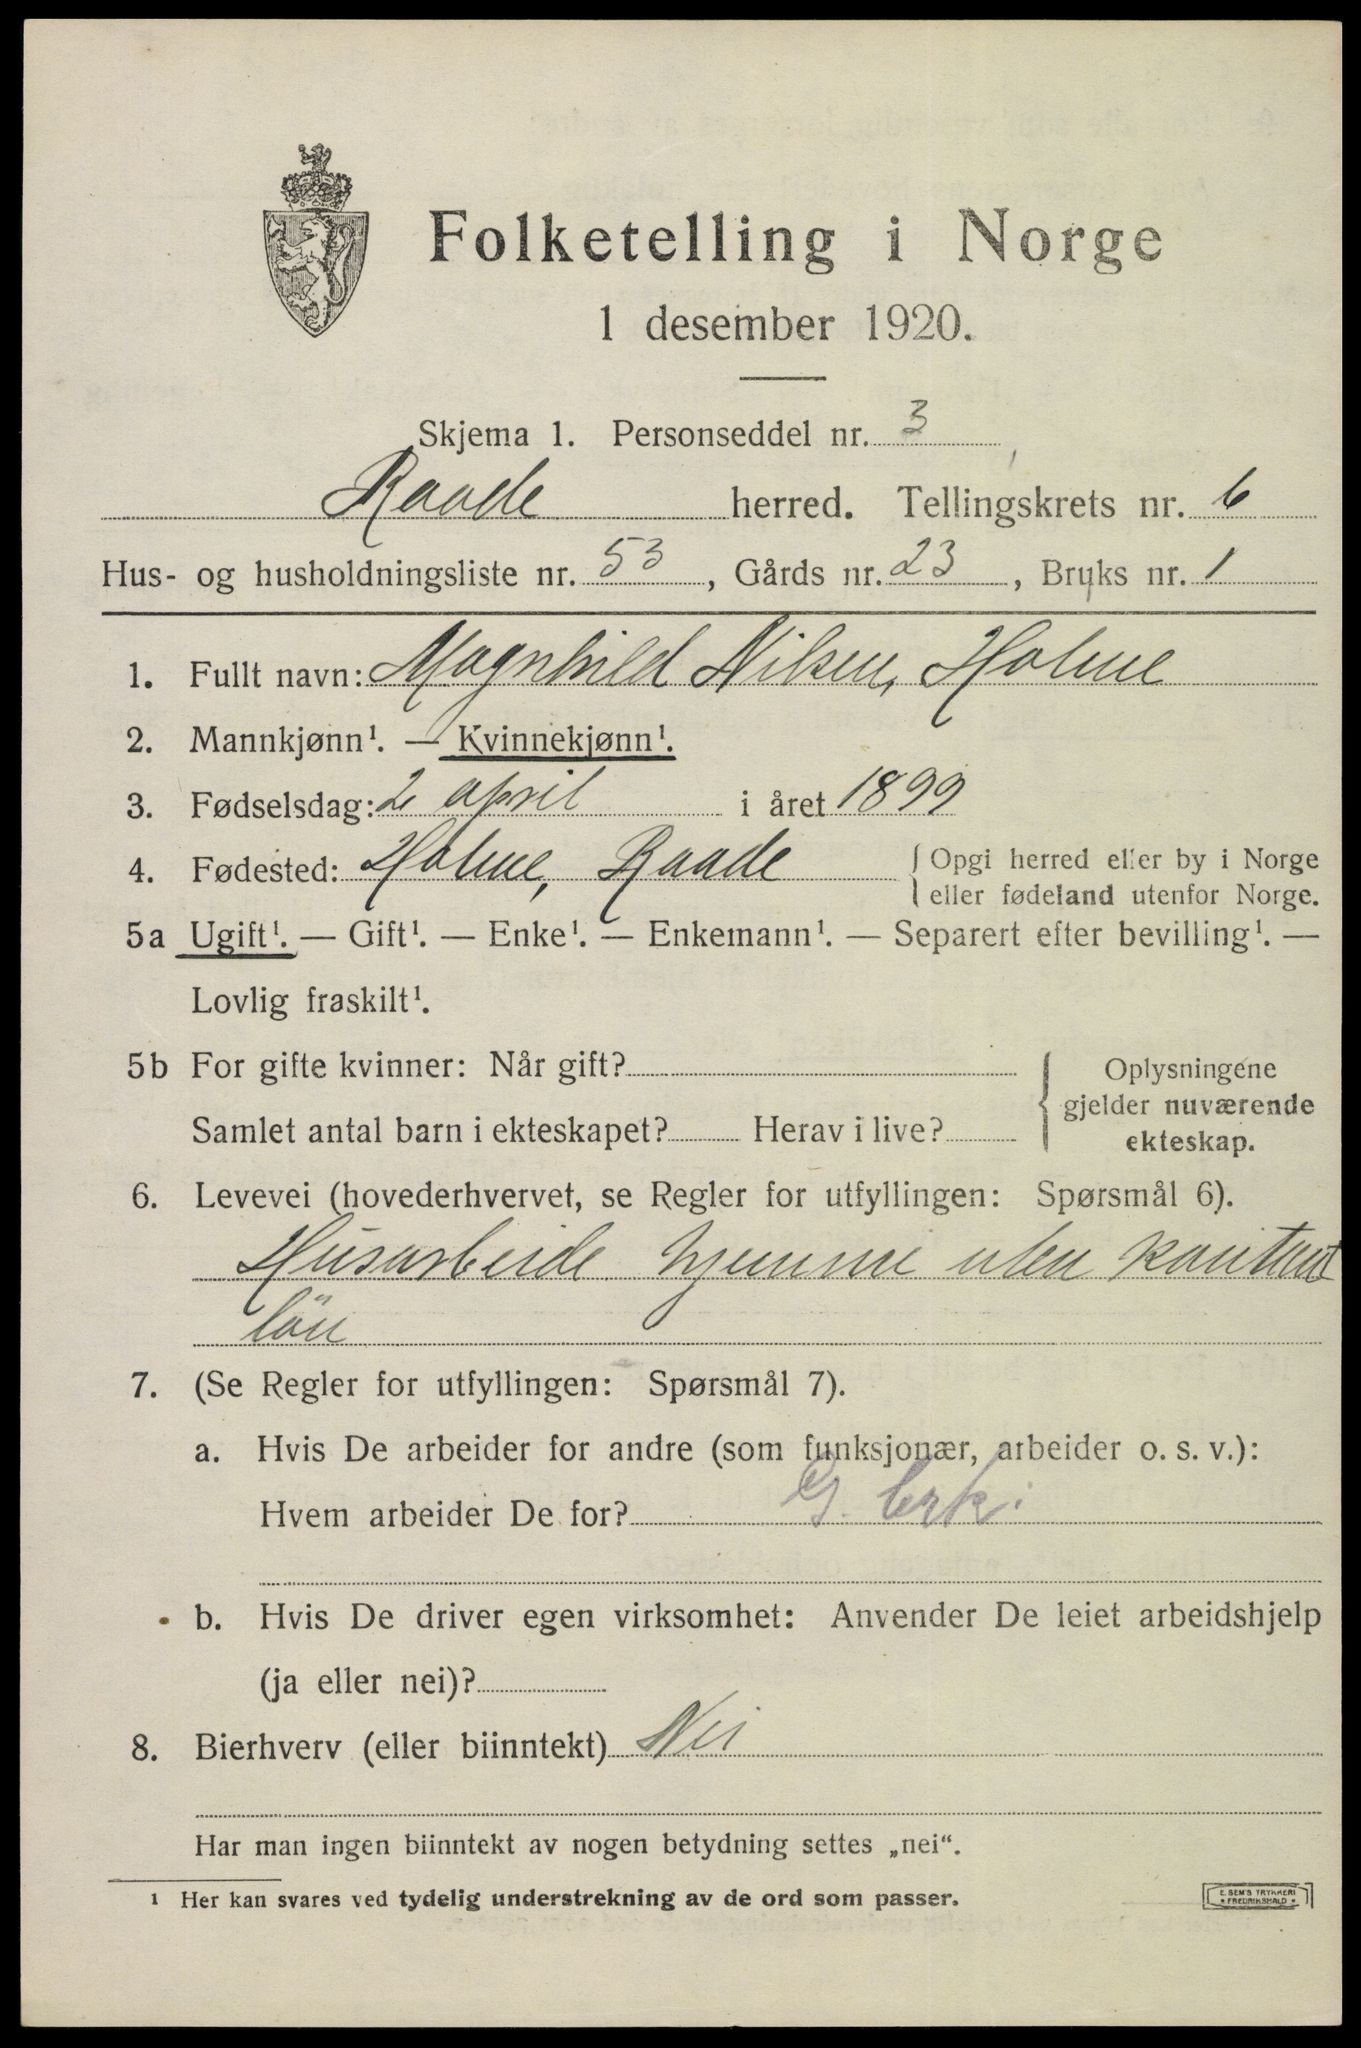 Folketelling i Norge
1 desember 1920.
Skjema 1. Personseddel nr. 3
Raade herred. Tellingskrets nr. 6
Hus- og husholdningsliste nr. 53, Gårds nr. 23, Bruks nr. 1
1. Fullt navn: Magnhild Nilsen, Holme
2. Mannkjønn¹. — Kvinnekjønn¹.
3. Fødselsdag: 2 april i året 1899
4. Fødested: Holme, Raade { Opgi herred eller by i Norge
eller fødeland utenfor Norge.
5a Ugift¹. — Gift¹. — Enke¹. — Enkemann¹. — Separert efter bevilling¹. —
Lovlig fraskilt¹.
5b For gifte kvinner: Når gift?
Samlet antal barn i ekteskapet? Herav i live?
{ Oplysningene
gjelder nuværende
ekteskap.
6. Levevei (hovederhvervet, se Regler for utfyllingen: Spørsmål 6).
Husarbeide hjemme uten kontant
løn
7. (Se Regler for utfyllingen: Spørsmål 7).
a. Hvis De arbeider for andre (som funksjonær, arbeider o. s. v.):
Hvem arbeider De for? G.
b. Hvis De driver egen virksomhet: Anvender De leiet arbeidshjelp
(ja eller nei)?
8. Bierhverv (eller biinntekt) Nei
Har man ingen biinntekt av nogen betydning settes „nei“.
¹ Her kan svares ved tydelig understrekning av de ord som passer.
E. SEM'S TRYKKERI
FREDRIKSHALD